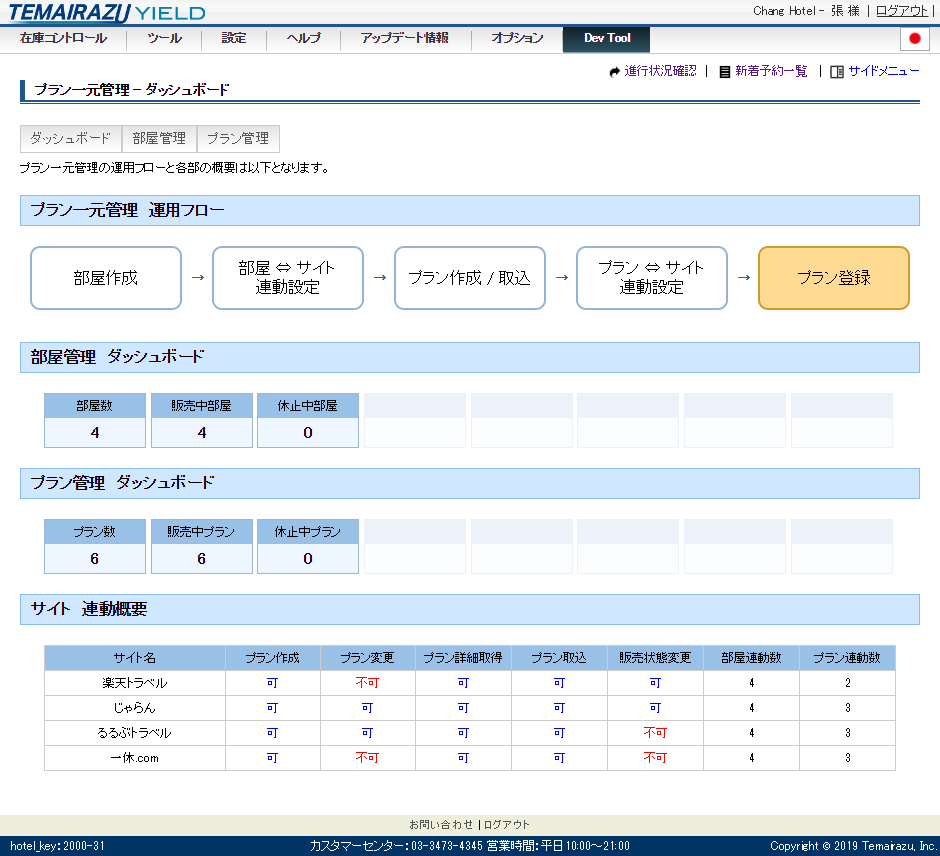 TEMAIRAZU YIELD
Chang Hotel - 張 様 | ログアウト |
在庫コントロール ツール 設定 ヘルプ アップデート情報 オプション Dev Tool
進行状況確認 | 新着予約一覧 | サイドメニュー
プラン一元管理 - ダッシュボード
ダッシュボード 部屋管理 プラン管理
プラン一元管理の運用フローと各部の概要は以下となります。
プラン一元管理 運用フロー
部屋作成 → 部屋 ⇔ サイト 連動設定 → プラン作成 / 取込 → プラン ⇔ サイト 連動設定 → プラン登録
部屋管理 ダッシュボード
部屋数 販売中部屋 休止中部屋
4 4 0
プラン管理 ダッシュボード
プラン数 販売中プラン 休止中プラン
6 6 0
サイト 連動概要
サイト名 プラン作成 プラン変更 プラン詳細取得 プラン取込 販売状態変更 部屋連動数 プラン連動数
楽天トラベル 可 不可 可 可 可 4 2
じゃらん 可 可 可 可 可 4 3
るるぶトラベル 可 可 可 可 不可 4 3
一休.com 可 不可 可 可 不可 4 3
お問い合わせ | ログアウト
hotel_key:2000-31 カスタマーセンター:03-3473-4345 営業時間:平日10:00〜21:00 Copyright © 2019 Temairazu, Inc.